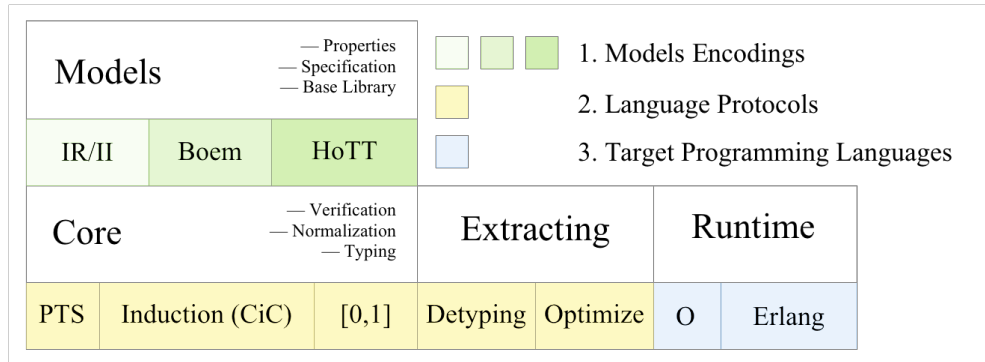 Models
— Properties
— Specification
— Base Library
1. Models Encodings
2. Language Protocols
3. Target Programming Languages
IR/II
Boem
HoTT
Core
— Verification
— Normalization
— Typing
Extracting
Runtime
PTS
Induction (CiC)
[0,1]
Detyping
Optimize
O
Erlang